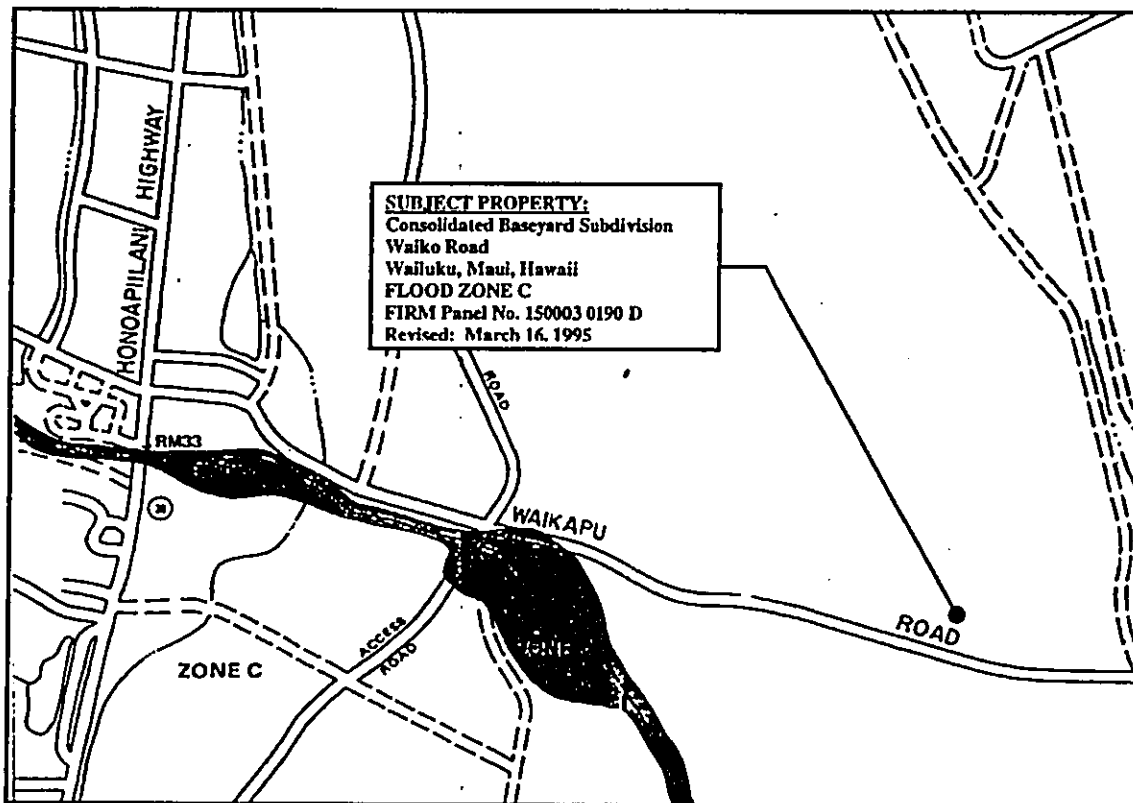 HONOAPIILANI HIGHWAY
SUBJECT PROPERTY:
Consolidated Baseyard Subdivision
Waiko Road
Wailuku, Maui, Hawaii
FLOOD ZONE C
FIRM Panel No. 150003 0190 D
Revised: March 16, 1995
ROAD
RM33
WAIKAPU
ROAD
ACCESS
ROAD
ZONE C